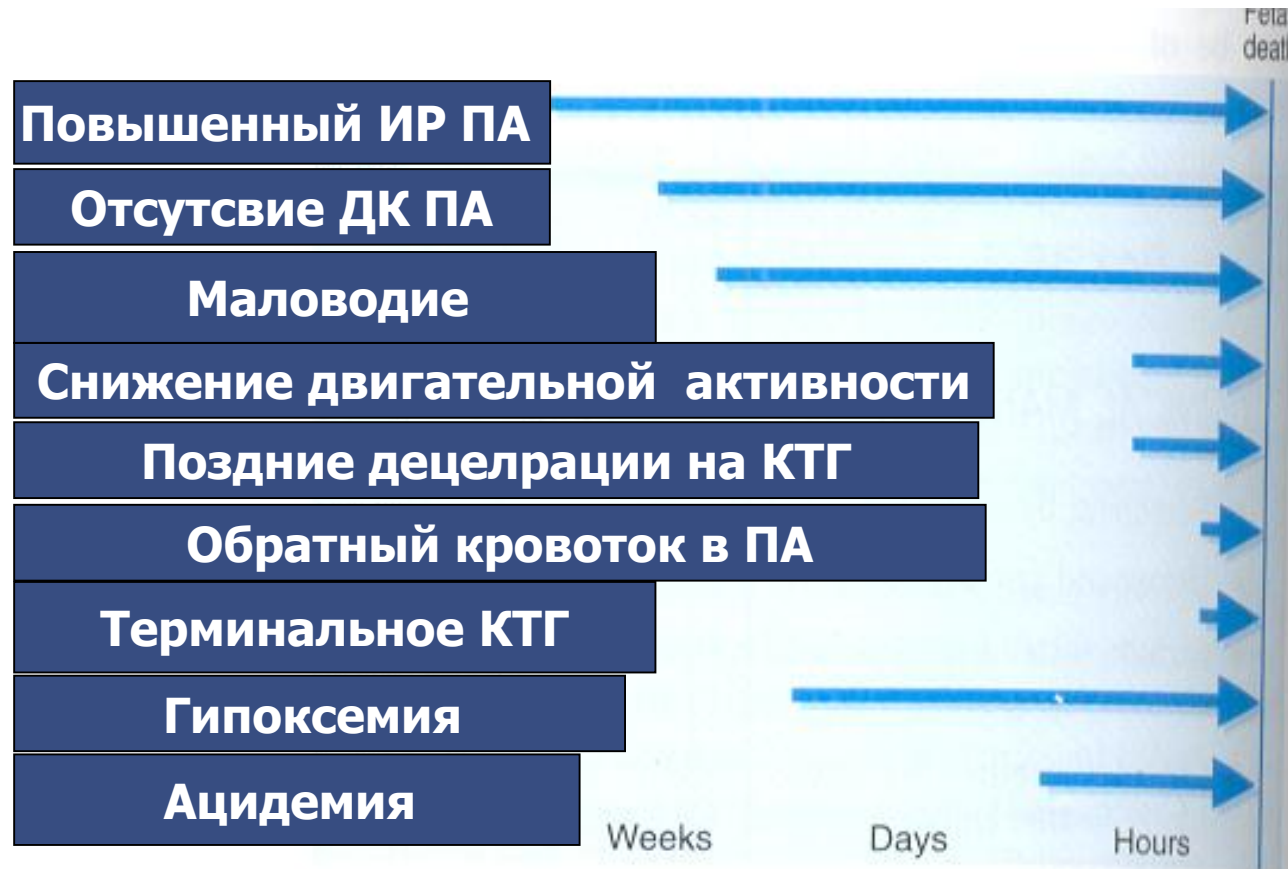 death
Повышенный ИР ПА
Отсутсвие ДК ПА
Маловодие
Снижение двигательной активности
Поздние децелрации на КТГ
Обратный кровоток в ПА
Терминальное КТГ
Гипоксемия
Ацидемия
Weeks Days Hours